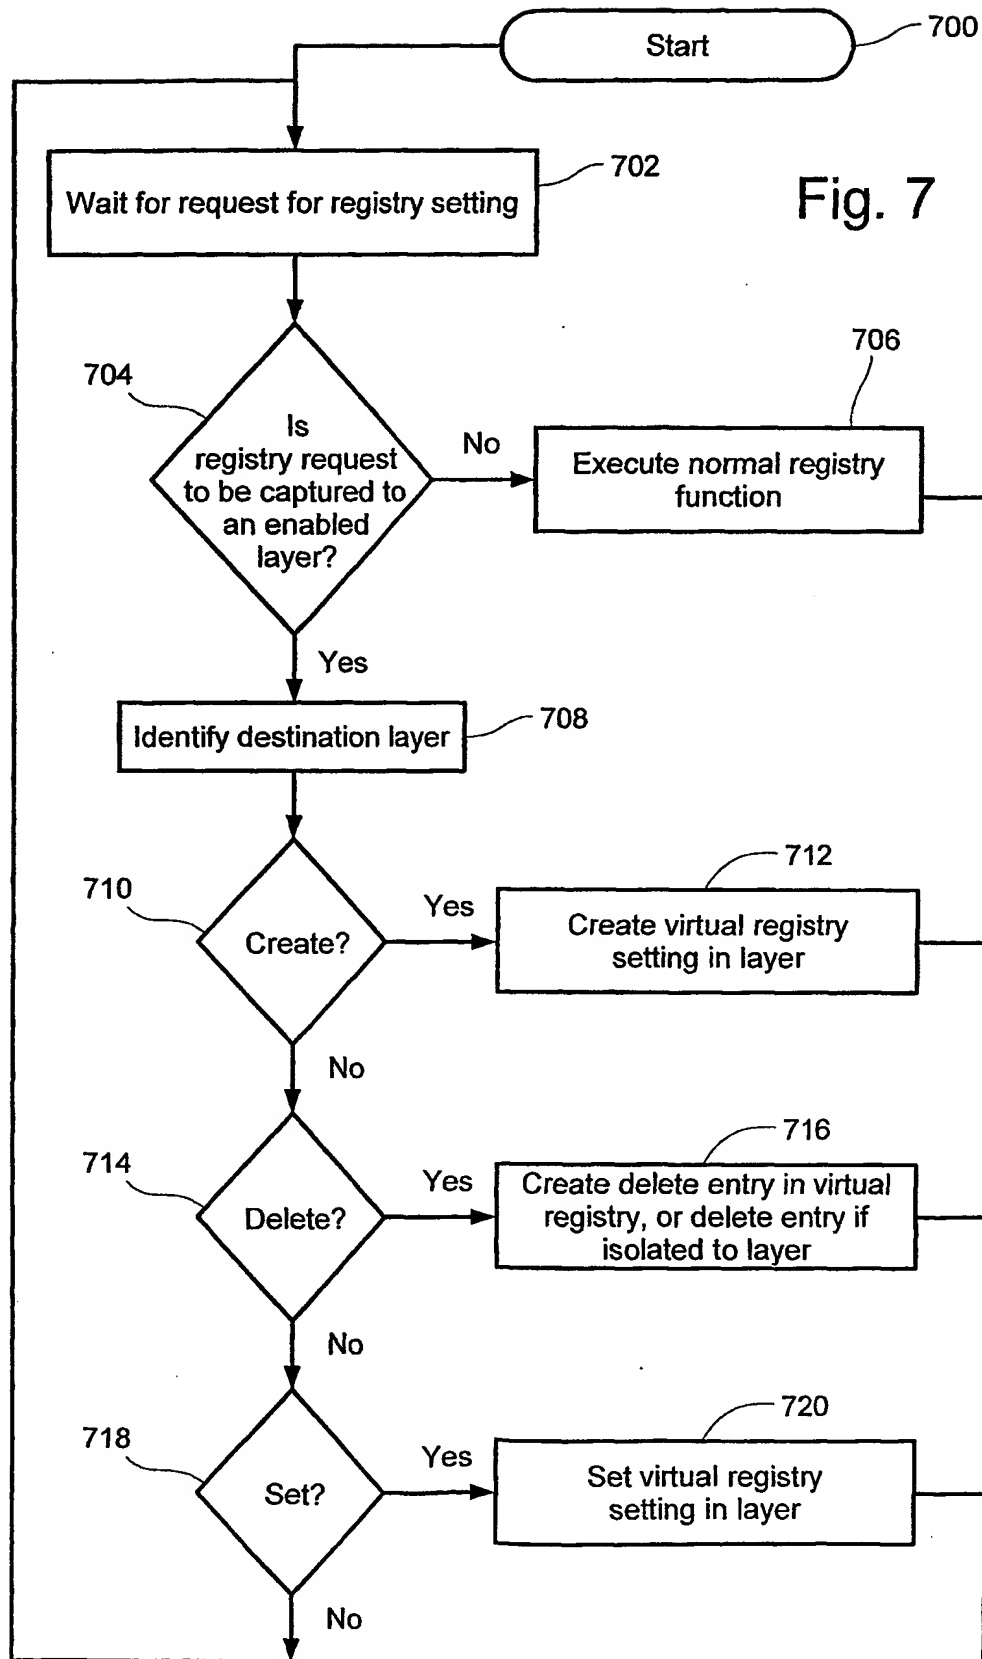 Start
700
Wait for request for registry setting
702
Fig. 7
704
Is
registry request
to be captured to
an enabled
layer?
No
706
Execute normal registry
function
Yes
Identify destination layer
708
710
Create?
Yes
712
Create virtual registry
setting in layer
No
714
Delete?
Yes
716
Create delete entry in virtual
registry, or delete entry if
isolated to layer
No
718
Set?
Yes
720
Set virtual registry
setting in layer
No